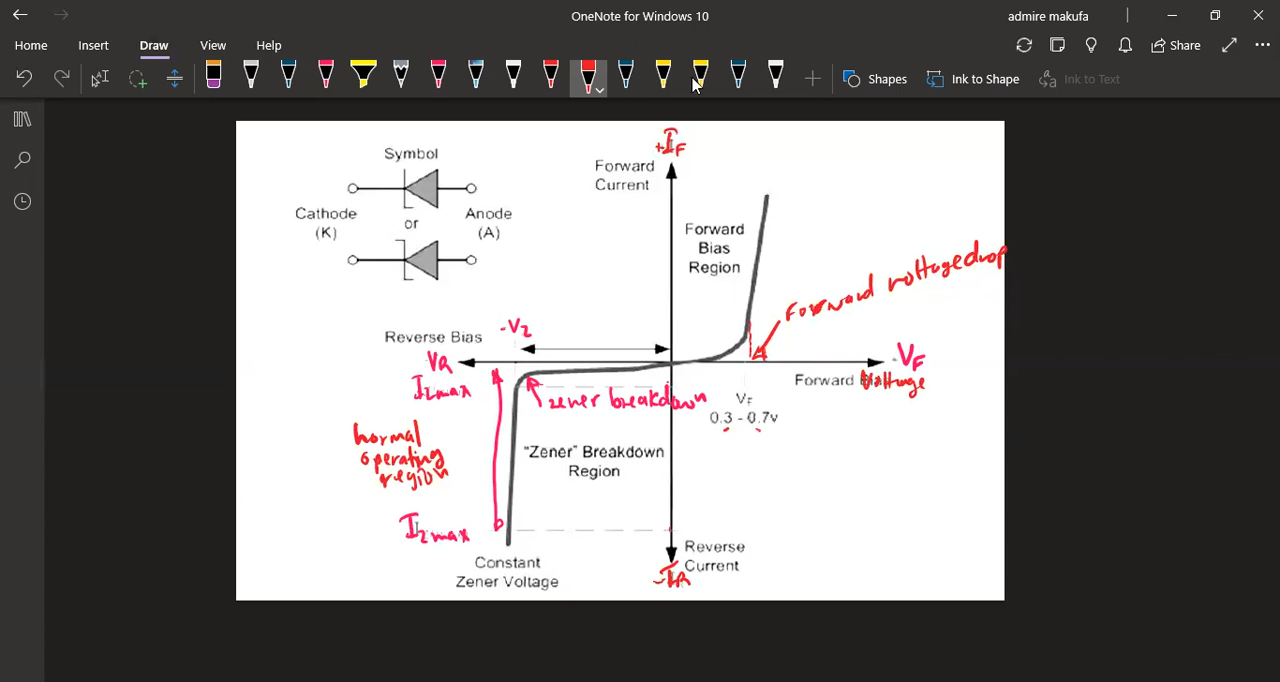 OneNote for Windows 10
admire makufa
Home Insert Draw View Help
Share
Shapes
Ink to Shape
Ink to Text
Symbol
Cathode
(K)
or
Anode
(A)
+IF
Forward
Current
Forward
Bias
Region
Forward voltage drop
Reverse Bias
-VZ
-VR
-VF
Forward
Voltage
IZmax
zener breakdown
VF
0.3 - 0.7v
normal
operating
region
"Zener" Breakdown
Region
IZmax
Reverse
Current
-IR
Constant
Zener Voltage